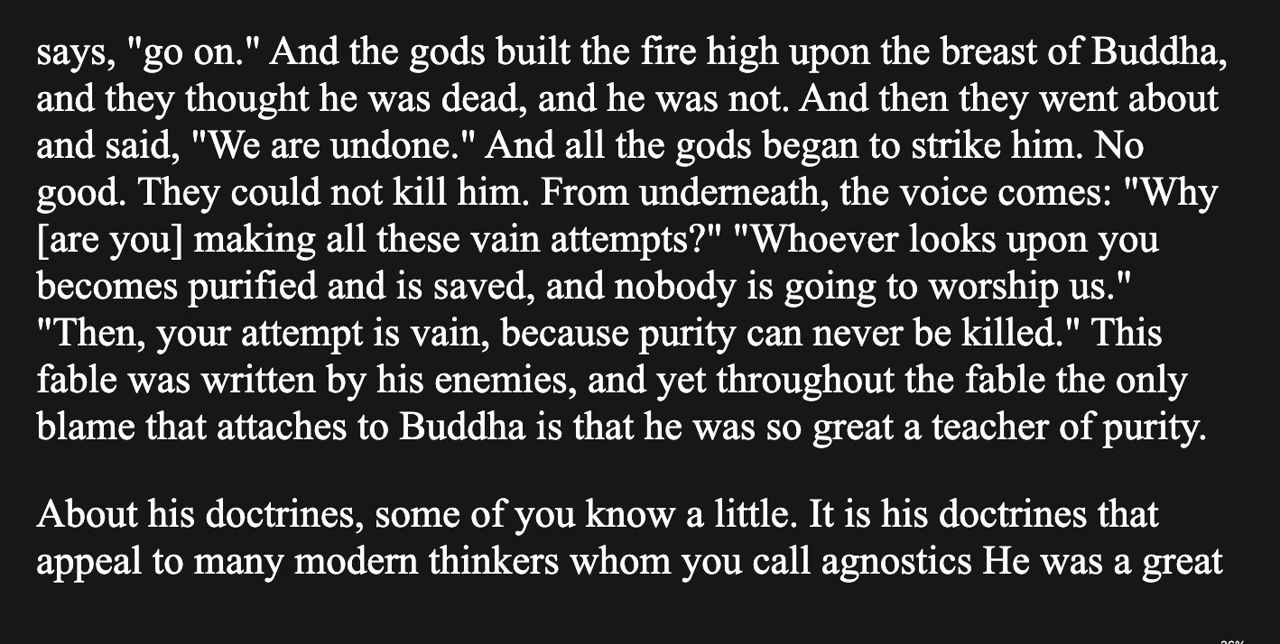 says, "go on." And the gods built the fire high upon the breast of Buddha,
and they thought he was dead, and he was not. And then they went about
and said, "We are undone." And all the gods began to strike him. No
good. They could not kill him. From underneath, the voice comes: "Why
[are you] making all these vain attempts?" "Whoever looks upon you
becomes purified and is saved, and nobody is going to worship us."
"Then, your attempt is vain, because purity can never be killed." This
fable was written by his enemies, and yet throughout the fable the only
blame that attaches to Buddha is that he was so great a teacher of purity.
About his doctrines, some of you know a little. It is his doctrines that
appeal to many modern thinkers whom you call agnostics He was a great